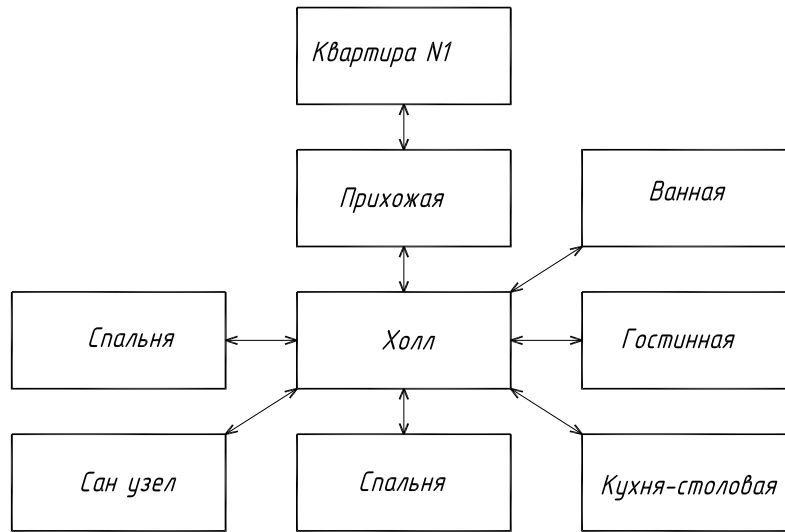 Квартира N1
Прихожая
Ванная
Спальня
Холл
Гостинная
Сан узел
Спальня
Кухня-столовая